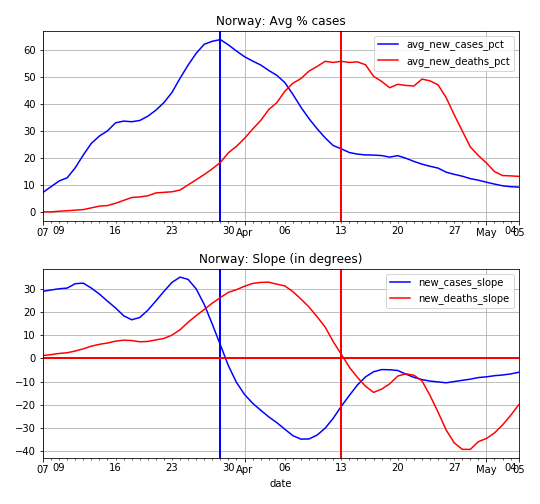 Norway: Avg % cases
60
50
40
30
20
10
0
avg_new_cases_pct
avg_new_deaths_pct
07 16 23 30 Apr 06 13 20 27 May 04 05
09
Norway: Slope (in degrees)
30
20
10
0
−10
−20
−30
−40
new_cases_slope
new_deaths_slope
07 09 16 23 30 Apr 06 13 20 27 May 04 05
date